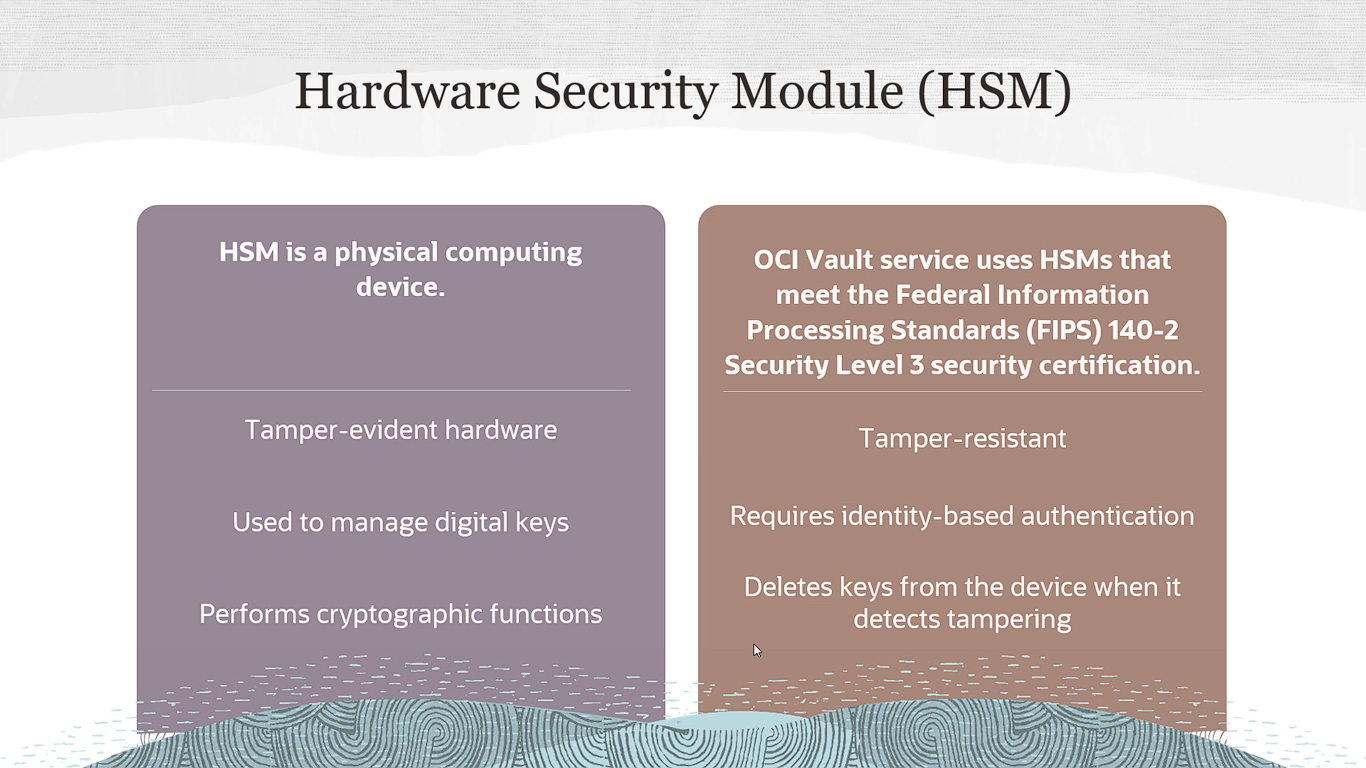 Hardware Security Module (HSM)
HSM is a physical computing
device.
Tamper-evident hardware
Used to manage digital keys
Performs cryptographic functions
OCI Vault service uses HSMs that
meet the Federal Information
Processing Standards (FIPS) 140-2
Security Level 3 security certification.
Tamper-resistant
Requires identity-based authentication
Deletes keys from the device when it
detects tampering